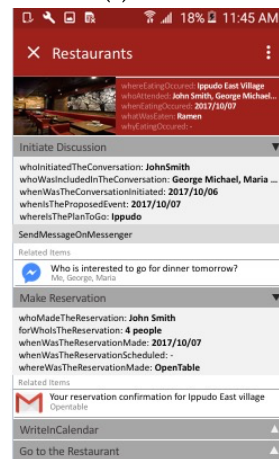 18% 11:45 AM
Restaurants
whereEatingOccured: Ippudo East Village
whoAttended: John Smith, George Michael...
whenEatingOccured: 2017/10/07
whatWasEaten: Ramen
whyEatingOccured: -
Initiate Discussion
whoInitiatedTheConversation: JohnSmith
whoWasIncludedInTheConversation: George Michael, Maria ...
whenWasTheConversationInitiated: 2017/10/06
whenIsTheProposedEvent: 2017/10/07
whereIsThePlanToGo: Ippudo
SendMessageOnMessenger
Related Items
Who is interested to go for dinner tomorrow?
Me, George, Maria
Make Reservation
whoMadeTheReservation: John Smith
forWhoIsTheReservation: 4 people
whenWasTheReservationMade: 2017/10/07
whenWasTheReservationScheduled: -
whereWasTheReservationMade: OpenTable
Related Items
Your reservation confirmation for Ippudo East village
Opentable
WriteInCalendar
Go to the Restaurant